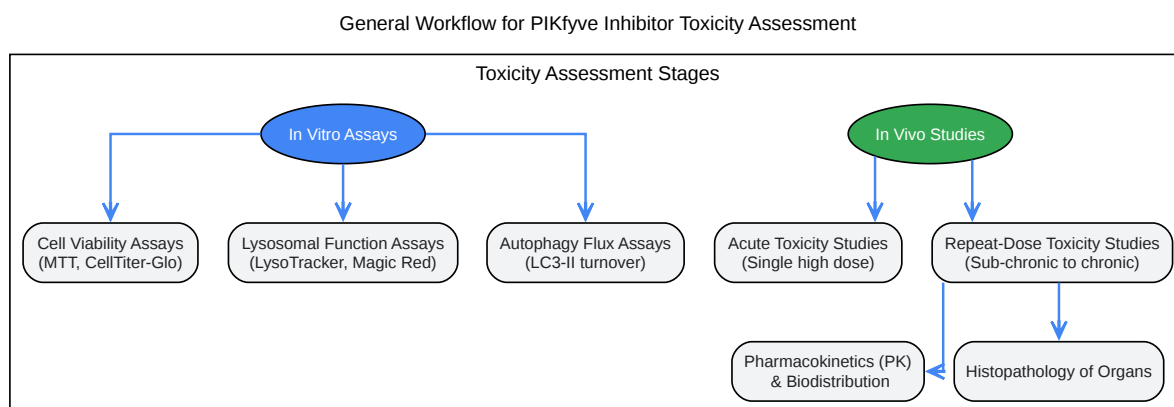 General Workflow for PIKfyve Inhibitor Toxicity Assessment
Toxicity Assessment Stages
In Vitro Assays
In Vivo Studies
Cell Viability Assays
(MTT, CellTiter-Glo)
Lysosomal Function Assays
(LysoTracker, Magic Red)
Autophagy Flux Assays
(LC3-II turnover)
Acute Toxicity Studies
(Single high dose)
Repeat-Dose Toxicity Studies
(Sub-chronic to chronic)
Pharmacokinetics (PK)
& Biodistribution
Histopathology of Organs